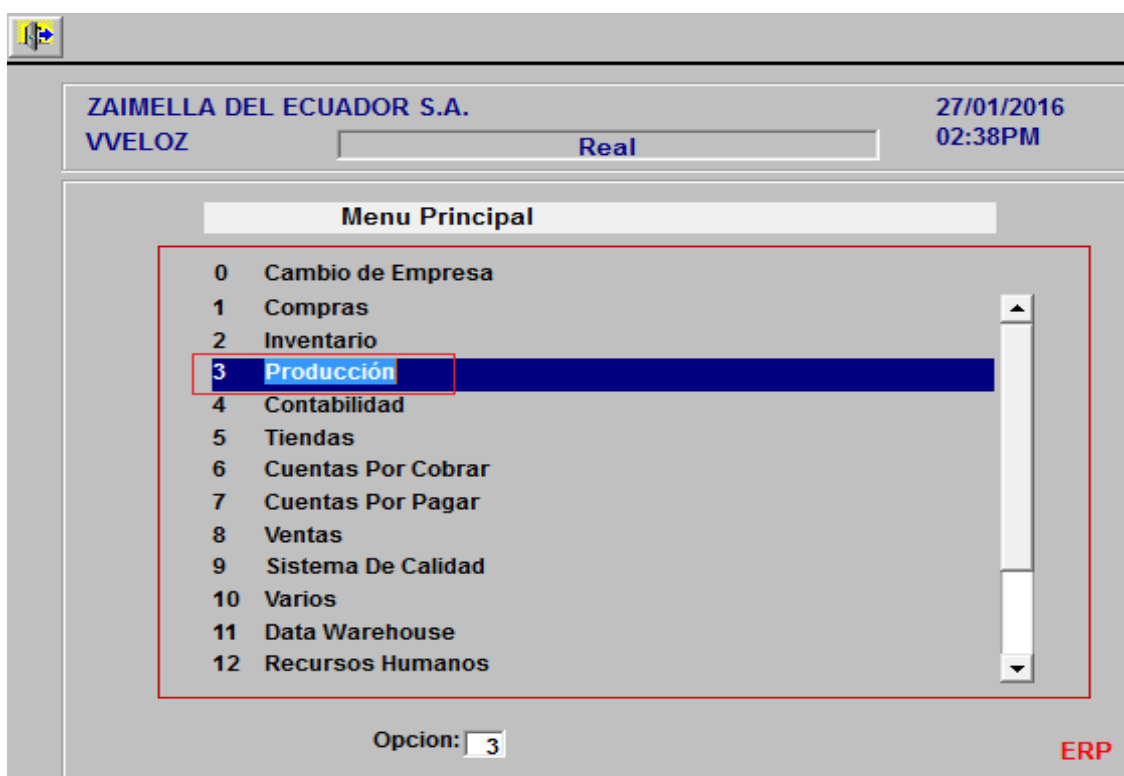 ZAIMELLA DEL ECUADOR S.A. 27/01/2016
VVELOZ Real 02:38PM
Menu Principal
0 Cambio de Empresa
1 Compras
2 Inventario
3 Producción
4 Contabilidad
5 Tiendas
6 Cuentas Por Cobrar
7 Cuentas Por Pagar
8 Ventas
9 Sistema De Calidad
10 Varios
11 Data Warehouse
12 Recursos Humanos
Opcion: 3
ERP